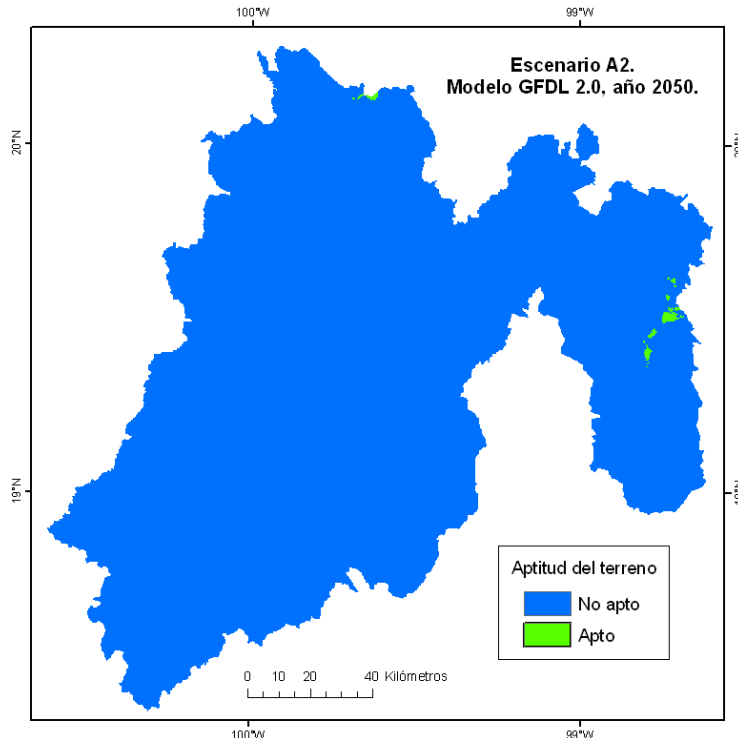 100°W
99°W
Escenario A2.
Modelo GFDL 2.0, año 2050.
20°N
20°N
19°N
19°N
Aptitud del terreno
No apto
Apto
0 10 20 40 Kilómetros
100°W
99°W